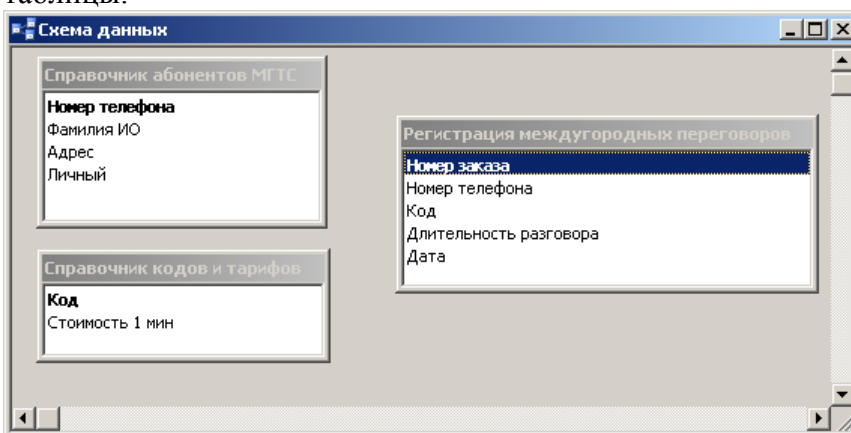 таблицы.
Схема данных
Справочник абонентов МГТС
Номер телефона
Фамилия ИО
Адрес
Личный
Регистрация междугородных переговоров
Номер заказа
Номер телефона
Код
Длительность разговора
Дата
Справочник кодов и тарифов
Код
Стоимость 1 мин